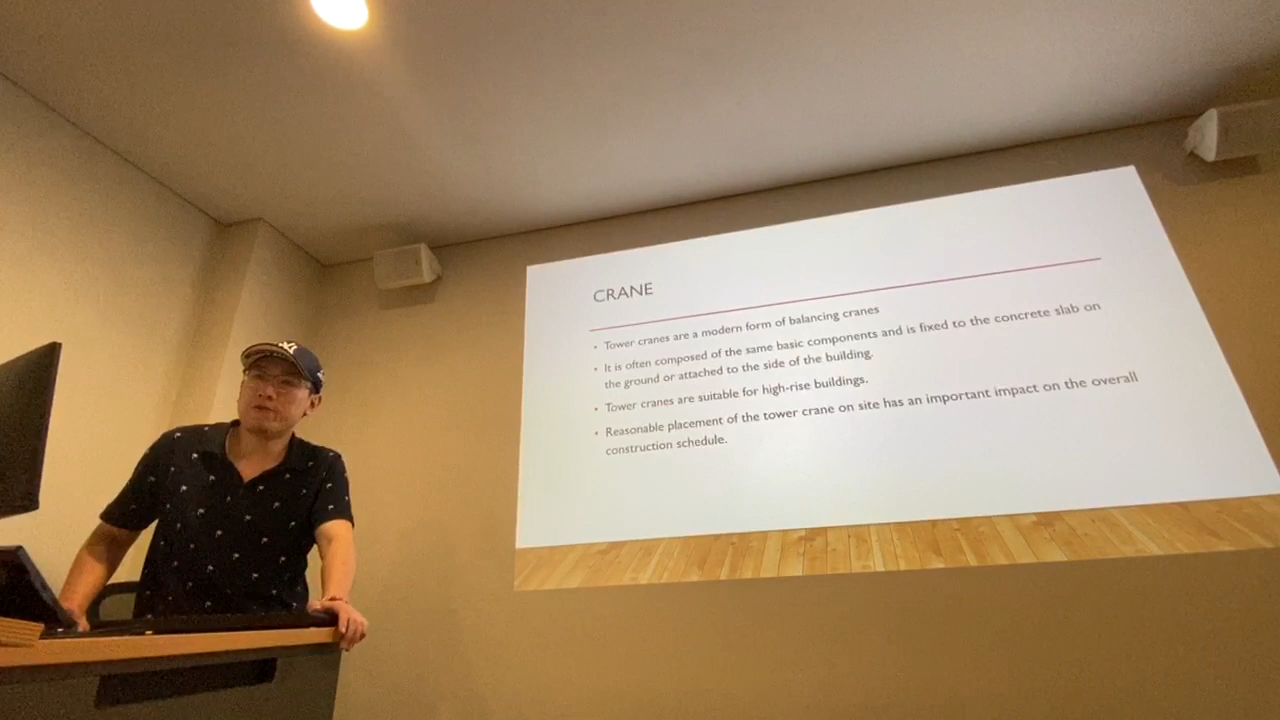 CRANE
• Tower cranes are a modern form of balancing cranes
• It is often composed of the same basic components and is fixed to the concrete slab on
the ground or attached to the side of the building.
• Tower cranes are suitable for high-rise buildings.
• Reasonable placement of the tower crane on site has an important impact on the overall
construction schedule.